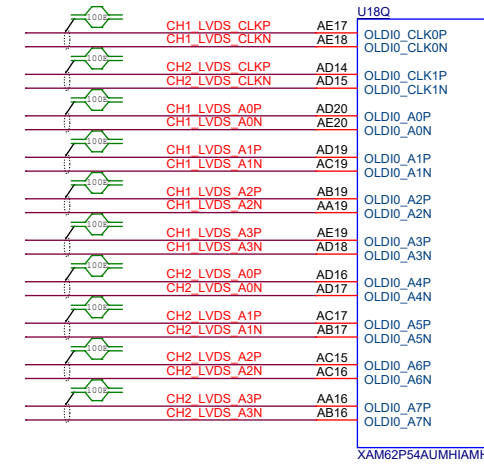 U18Q
100E
CH1_LVDS_CLKP AE17 OLDI0_CLK0P
CH1_LVDS_CLKN AE18 OLDI0_CLK0N
100E
CH2_LVDS_CLKP AD14 OLDI0_CLK1P
CH2_LVDS_CLKN AD15 OLDI0_CLK1N
100E
CH1_LVDS_A0P AD20 OLDI0_A0P
CH1_LVDS_A0N AE20 OLDI0_A0N
100E
CH1_LVDS_A1P AD19 OLDI0_A1P
CH1_LVDS_A1N AC19 OLDI0_A1N
100E
CH1_LVDS_A2P AB19 OLDI0_A2P
CH1_LVDS_A2N AA19 OLDI0_A2N
100E
CH1_LVDS_A3P AE19 OLDI0_A3P
CH1_LVDS_A3N AD18 OLDI0_A3N
100E
CH2_LVDS_A0P AD16 OLDI0_A4P
CH2_LVDS_A0N AD17 OLDI0_A4N
100E
CH2_LVDS_A1P AC17 OLDI0_A5P
CH2_LVDS_A1N AB17 OLDI0_A5N
100E
CH2_LVDS_A2P AC15 OLDI0_A6P
CH2_LVDS_A2N AC16 OLDI0_A6N
100E
CH2_LVDS_A3P AA16 OLDI0_A7P
CH2_LVDS_A3N AB16 OLDI0_A7N
XAM62P54AUMHIAMH